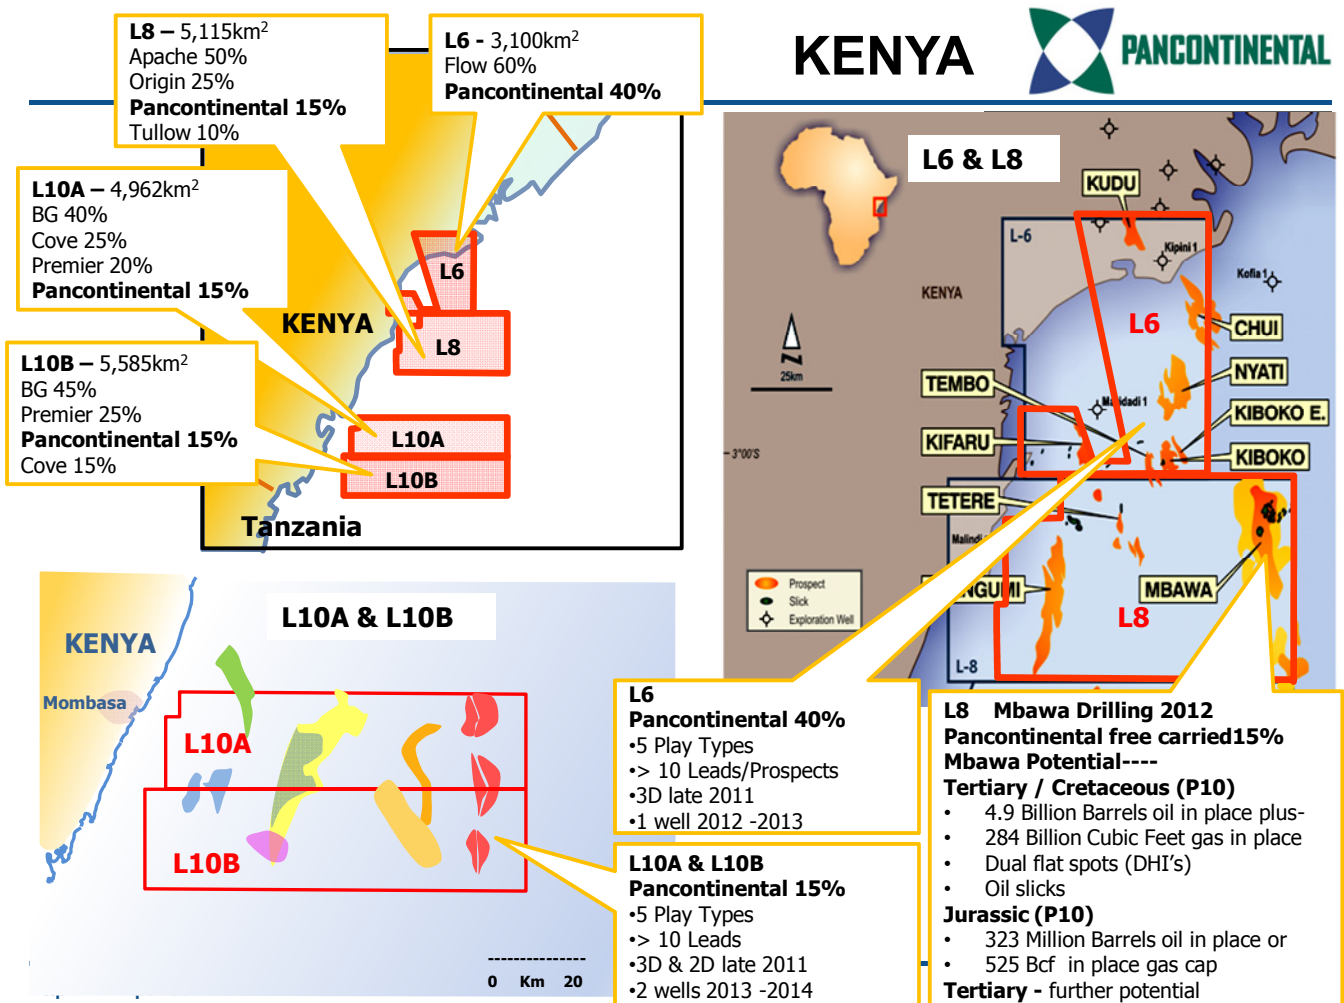 KENYA
PANCONTINENTAL
L8 – 5,115km²
Apache 50%
Origin 25%
Pancontinental 15%
Tullow 10%
L6 - 3,100km²
Flow 60%
Pancontinental 40%
L10A – 4,962km²
BG 40%
Cove 25%
Premier 20%
Pancontinental 15%
L10B – 5,585km²
BG 45%
Premier 25%
Pancontinental 15%
Cove 15%
L6
KENYA
L8
L10A
L10B
Tanzania
L6 & L8
KUDU
L-6
Kipini 1
Kofia 1
KENYA
L6
CHUI
N
25km
NYATI
TEMBO
KIBOKO E.
KIFARU
KIBOKO
3°00'S
TETERE
Malindi
Prospect
Slick
Exploration Well
NGUMI
MBAWA
L8
L-8
L10A & L10B
KENYA
Mombasa
L10A
L10B
0 Km 20
L6
Pancontinental 40%
•5 Play Types
•> 10 Leads/Prospects
•3D late 2011
•1 well 2012 -2013
L10A & L10B
Pancontinental 15%
•5 Play Types
•> 10 Leads
•3D & 2D late 2011
•2 wells 2013 -2014
L8 Mbawa Drilling 2012
Pancontinental free carried15%
Mbawa Potential----
Tertiary / Cretaceous (P10)
• 4.9 Billion Barrels oil in place plus-
• 284 Billion Cubic Feet gas in place
• Dual flat spots (DHI's)
• Oil slicks
Jurassic (P10)
• 323 Million Barrels oil in place or
• 525 Bcf in place gas cap
Tertiary - further potential